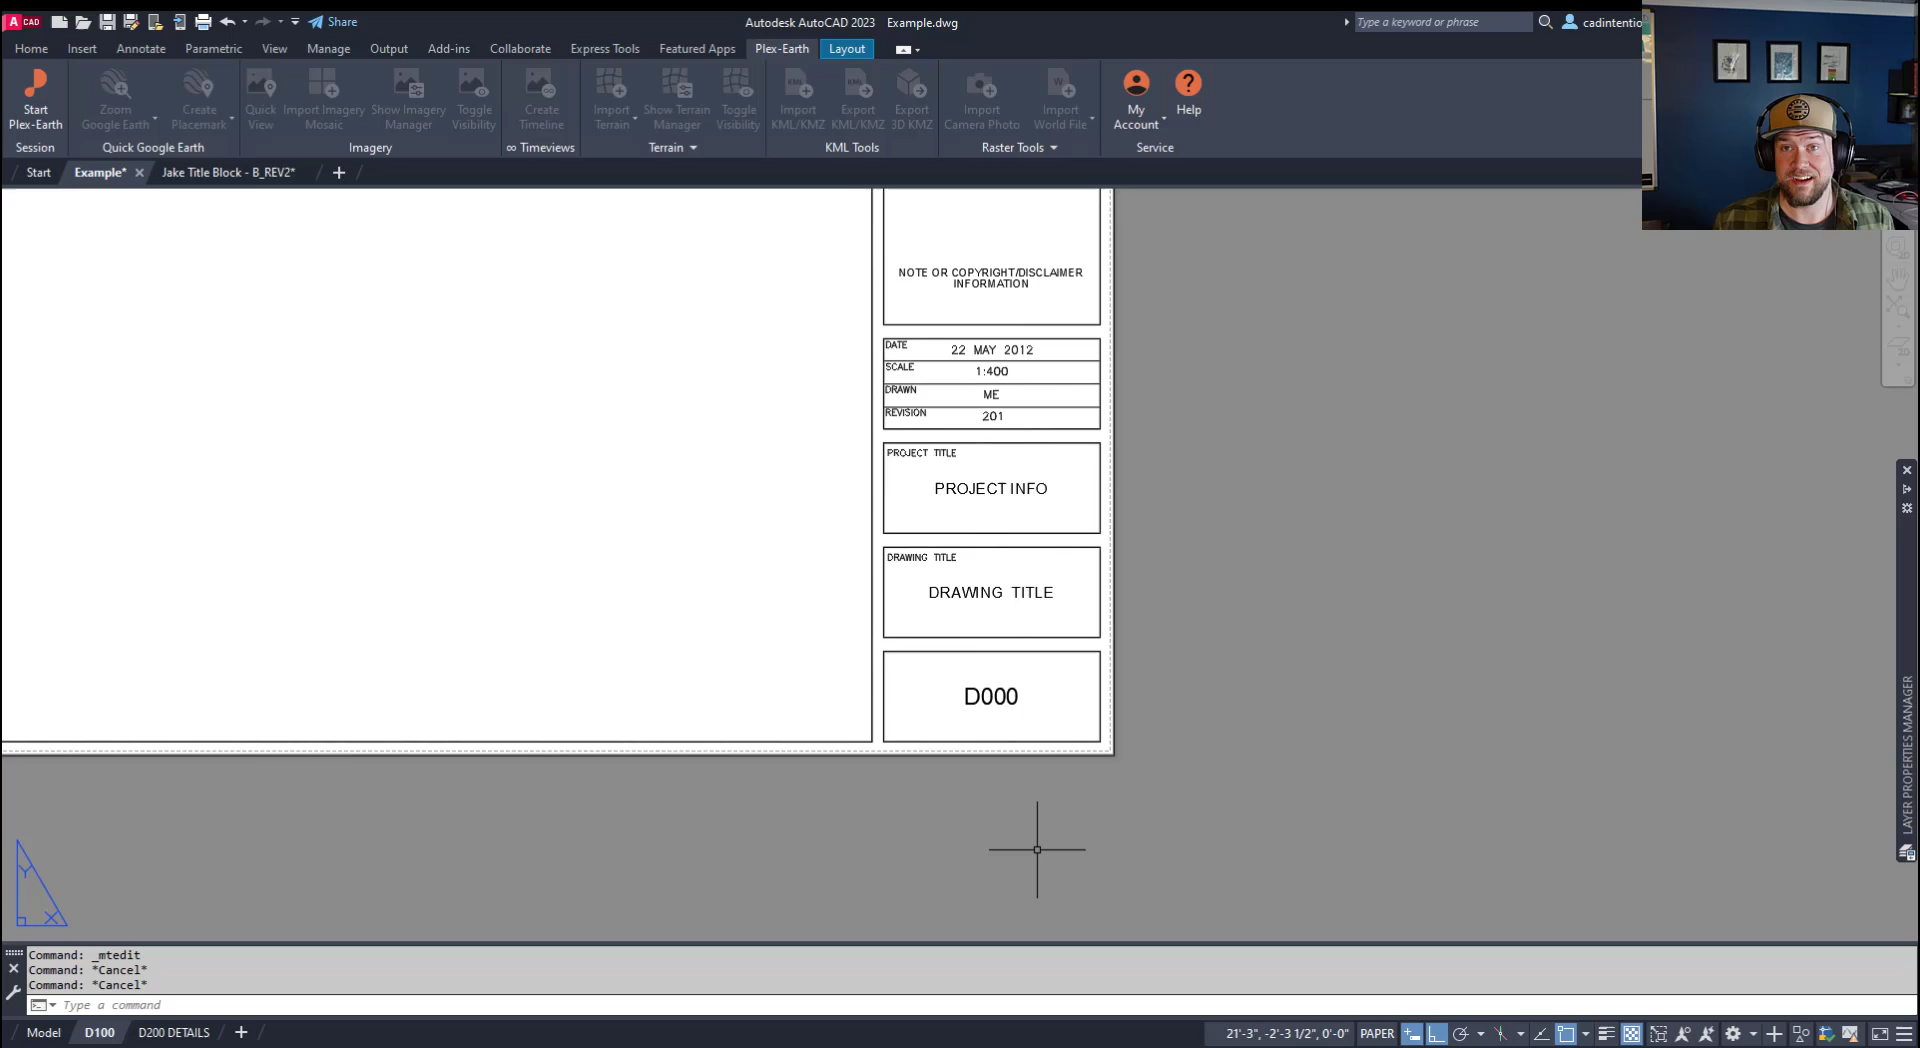 A CAD
Share
Autodesk AutoCAD 2023 Example.dwg
Type a keyword or phrase
cadintentio
Home Insert Annotate Parametric View Manage Output Add-ins Collaborate Express Tools Featured Apps Plex-Earth Layout
Start
Plex-Earth
Zoom
Google Earth
Create
Placemark
Quick
View
Import Imagery
Mosaic
Show Imagery
Manager
Toggle
Visibility
Create
Timeline
Import
Terrain
Show Terrain
Manager
Toggle
Visibility
Import
KML/KMZ
Export
KML/KMZ
Export
3D KMZ
Import
Camera Photo
Import
World File
My
Account
Help
Session Quick Google Earth Imagery ∞ Timeviews Terrain KML Tools Raster Tools Service
Start Example* Jake Title Block - B_REV2*
NOTE OR COPYRIGHT/DISCLAIMER
INFORMATION
DATE 22 MAY 2012
SCALE 1:400
DRAWN ME
REVISION 201
PROJECT TITLE
PROJECT INFO
DRAWING TITLE
DRAWING TITLE
D000
LAYER PROPERTIES MANAGER
Y
X
Command: _mtedit
Command: *Cancel*
Command: *Cancel*
Type a command
Model D100 D200 DETAILS
21'-3", -2'-3 1/2", 0'-0" PAPER